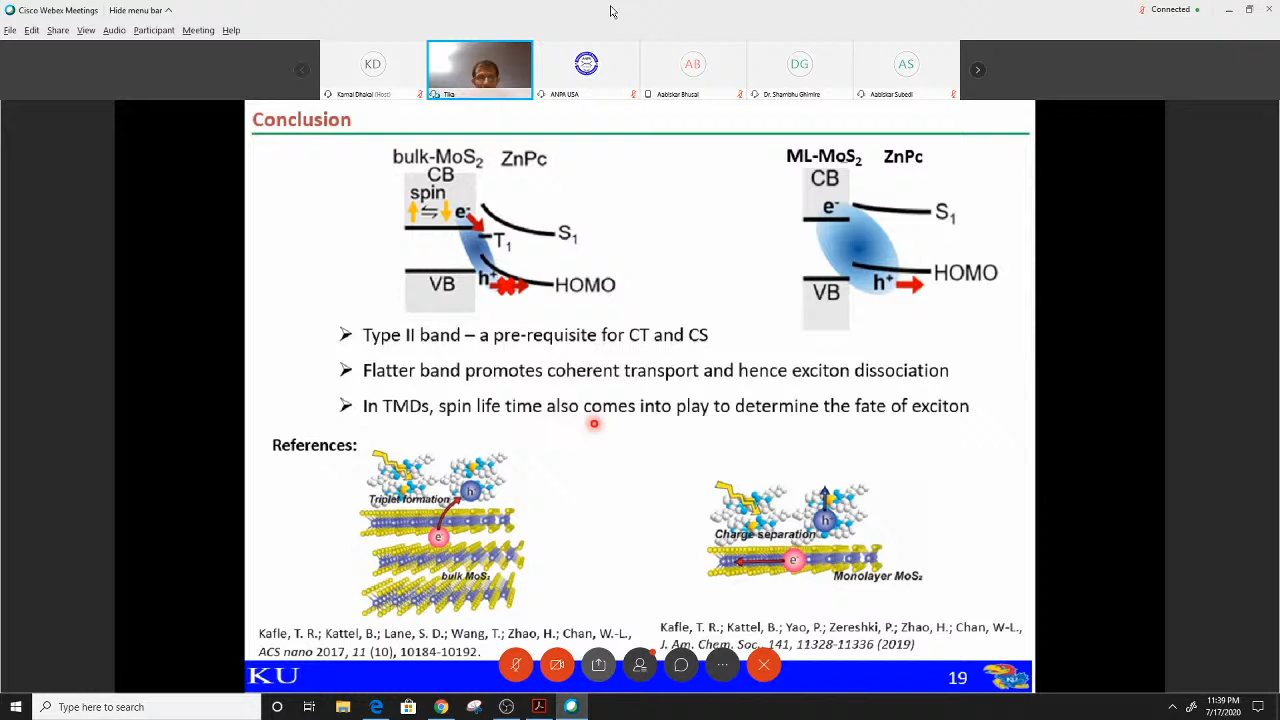 Cisco Webex Meetings Hide menu bar Connected
File Edit Share View Audio Participant Meeting Help
KD AB DG AS
Kamal Dhakal (Host) Tika ANPA USA Aabiskar Bhusal Dr. Shambhu Ghimire Aabiskar Subedi
Conclusion
bulk-MoS2 ZnPc
CB
spin
e-
T1
S1
VB
h+
HOMO
ML-MoS2 ZnPc
CB
e-
S1
HOMO
VB
h+
Type II band – a pre-requisite for CT and CS
Flatter band promotes coherent transport and hence exciton dissociation
In TMDs, spin life time also comes into play to determine the fate of exciton
References:
h+
Triplet formation
e-
bulk MoS2
h+
Charge separation
e-
Monolayer MoS2
Kafle, T. R.; Kattel, B.; Lane, S. D.; Wang, T.; Zhao, H.; Chan, W.-L.,
ACS nano 2017, 11 (10), 10184-10192.
Kafle, T. R.; Kattel, B.; Yao, P.; Zereshki, P.; Zhao, H.; Chan, W-L.,
J. Am. Chem. Soc., 141, 11328-11336 (2019)
KU
19
KU
Type here to search
11:39 PM
7/17/2020